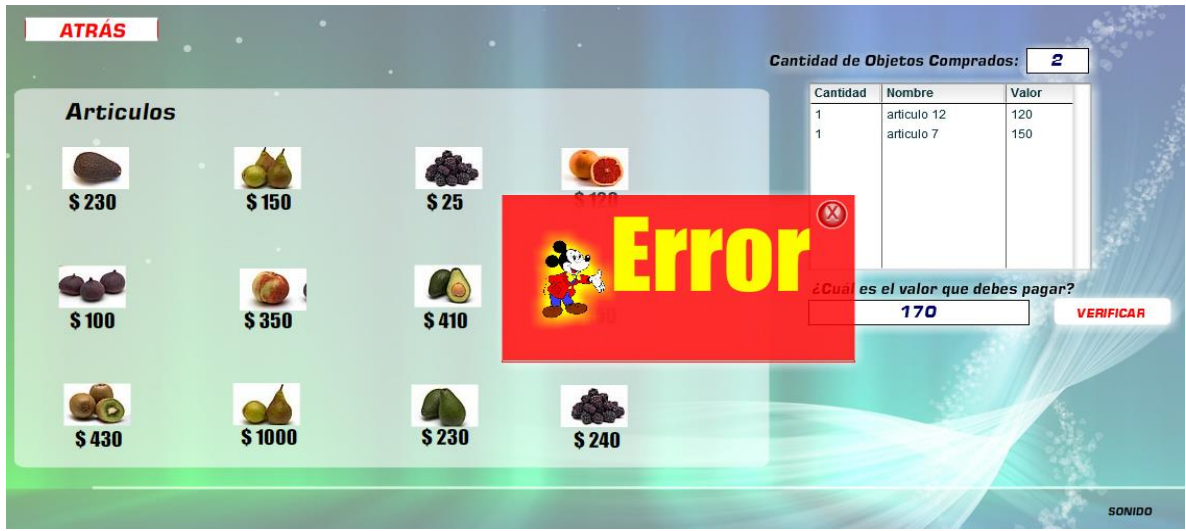 ATRÁS
Cantidad de Objetos Comprados: 2
Cantidad Nombre Valor
1 articulo 12 120
1 articulo 7 150
Articulos
$ 230 $ 150 $ 25 $ 120
Error
$ 100 $ 350 $ 410
¿Cuál es el valor que debes pagar?
170 VERIFICAR
$ 430 $ 1000 $ 230 $ 240
SONIDO